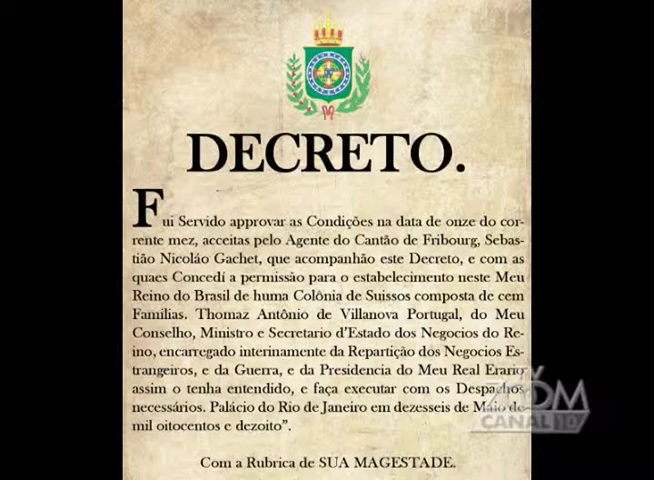 DECRETO.
Fui Servido approvar as Condições na data de onze do cor-
rente mez, acceitas pelo Agente do Cantão de Fribourg, Sebas-
tião Nicoláo Gachet, que acompanhão este Decreto, e com as
quaes Concedí a permissão para o estabelecimento neste Meu
Reino do Brasil de huma Colônia de Suissos composta de cem
Familias. Thomaz Antônio de Villanova Portugal, do Meu
Conselho, Ministro e Secretario d'Estado dos Negocios do Re-
ino, encarregado interinamente da Repartição dos Negocios Es-
trangeiros, e da Guerra, e da Presidencia do Meu Real Erario
assim o tenha entendido, e faça executar com os Despachos
necessários. Palácio do Rio de Janeiro em dezesseis de Maio de
mil oitocentos e dezoito”.
Com a Rubrica de SUA MAGESTADE.
TV
ZOOM
CANAL 10